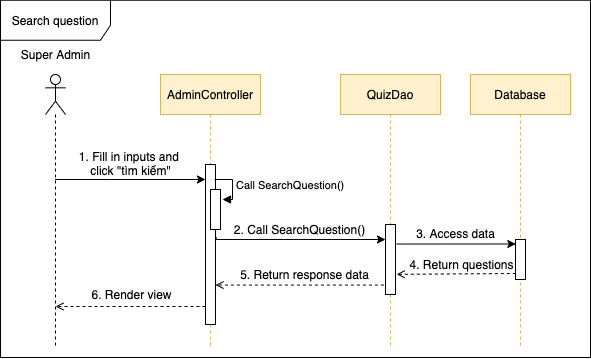 Search question
Super Admin
AdminController
QuizDao
Database
1. Fill in inputs and
click "tìm kiếm"
Call SearchQuestion()
2. Call SearchQuestion()
3. Access data
4. Return questions
5. Return response data
6. Render view